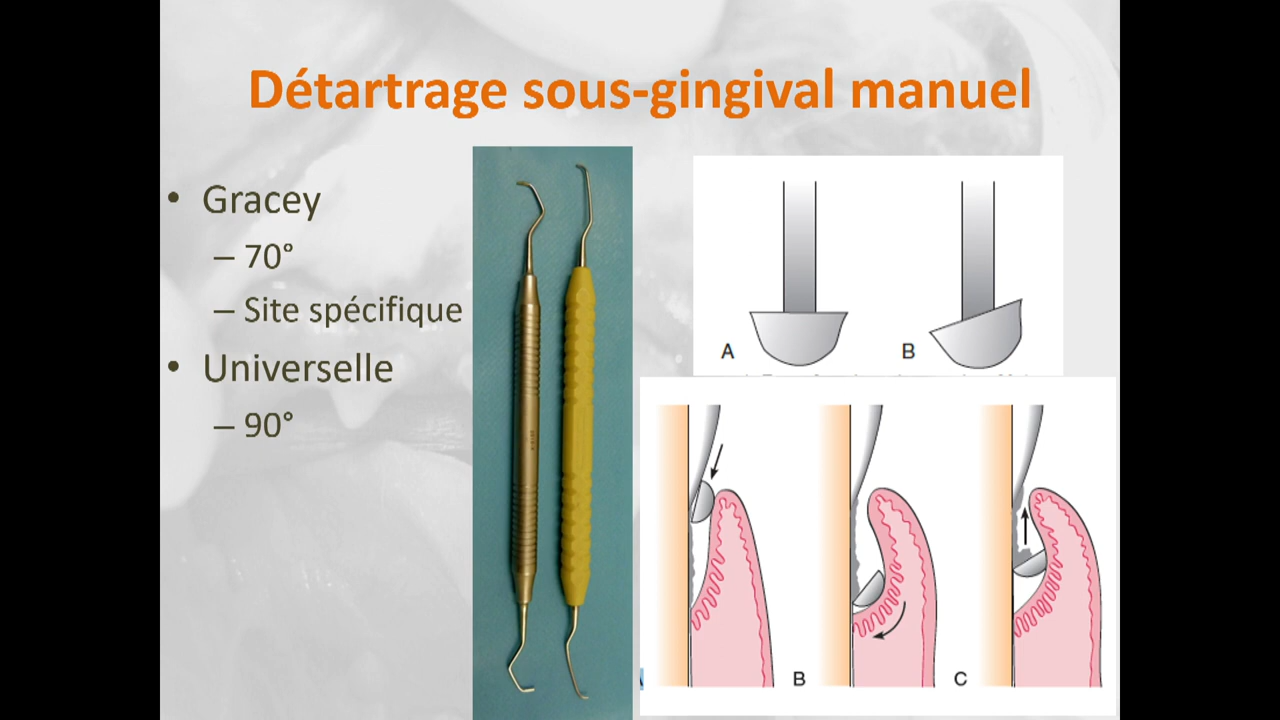 Détartrage sous-gingival manuel
• Gracey
– 70°
– Site spécifique
• Universelle
– 90°
A
B
B
C